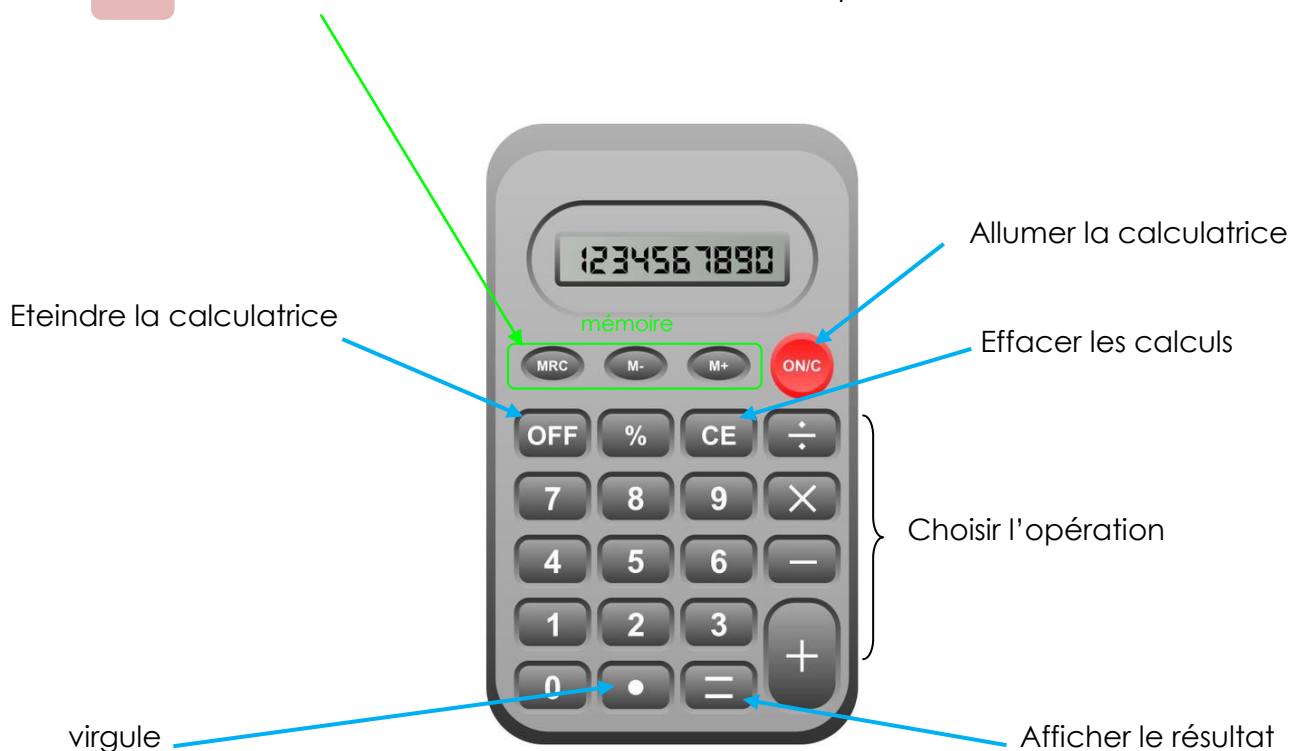 1234567890
Allumer la calculatrice
Eteindre la calculatrice
mémoire
Effacer les calculs
MRC M- M+ ON/C
OFF % CE ÷
7 8 9 ×
Choisir l’opération
4 5 6 −
1 2 3 +
0 • =
virgule
Afficher le résultat